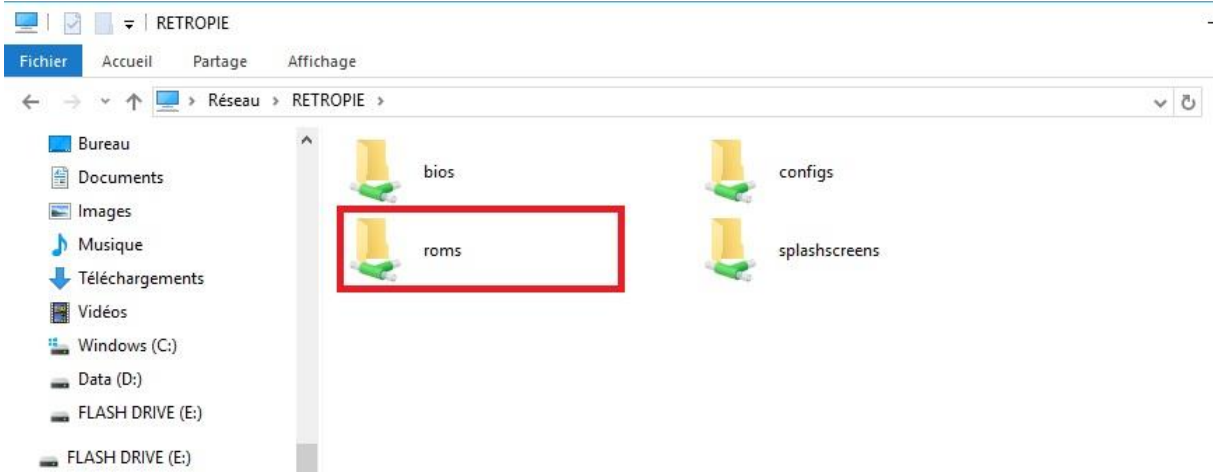 RETROPIE
Fichier Accueil Partage Affichage
Réseau > RETROPIE >
Bureau
Documents
Images
Musique
Téléchargements
Vidéos
Windows (C:)
Data (D:)
FLASH DRIVE (E:)
FLASH DRIVE (E:)
bios
configs
roms
splashscreens